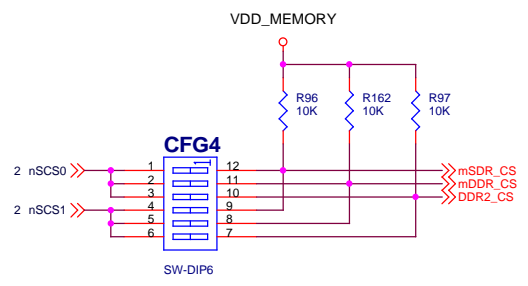 VDD_MEMORY
R96
10K
R162
10K
R97
10K
CFG4
2 nSCS0
1
12
mSDR_CS
2
11
mDDR_CS
3
10
DDR2_CS
2 nSCS1
4
9
5
8
6
7
1
SW-DIP6